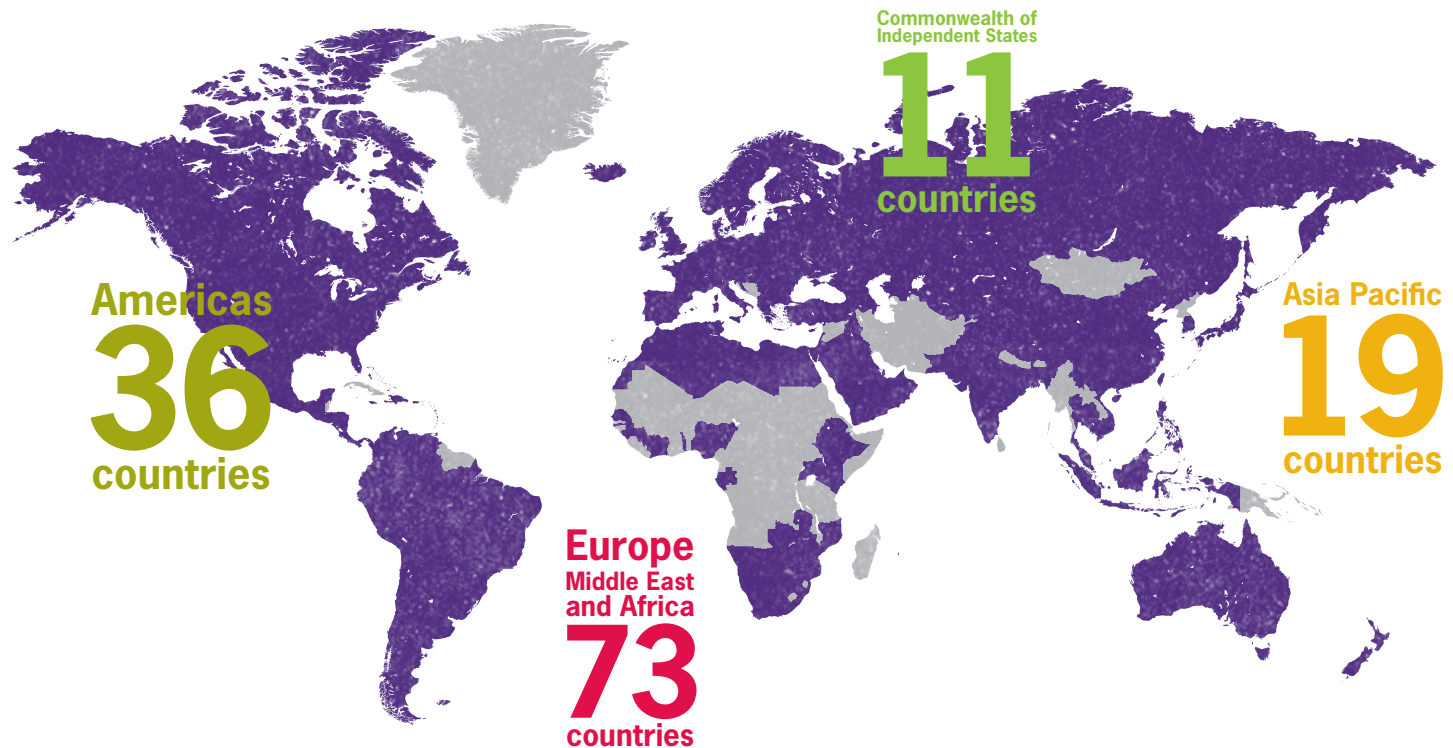 Commonwealth of
Independent States
11
countries
Americas
36
countries
Asia Pacific
19
countries
Europe
Middle East
and Africa
73
countries